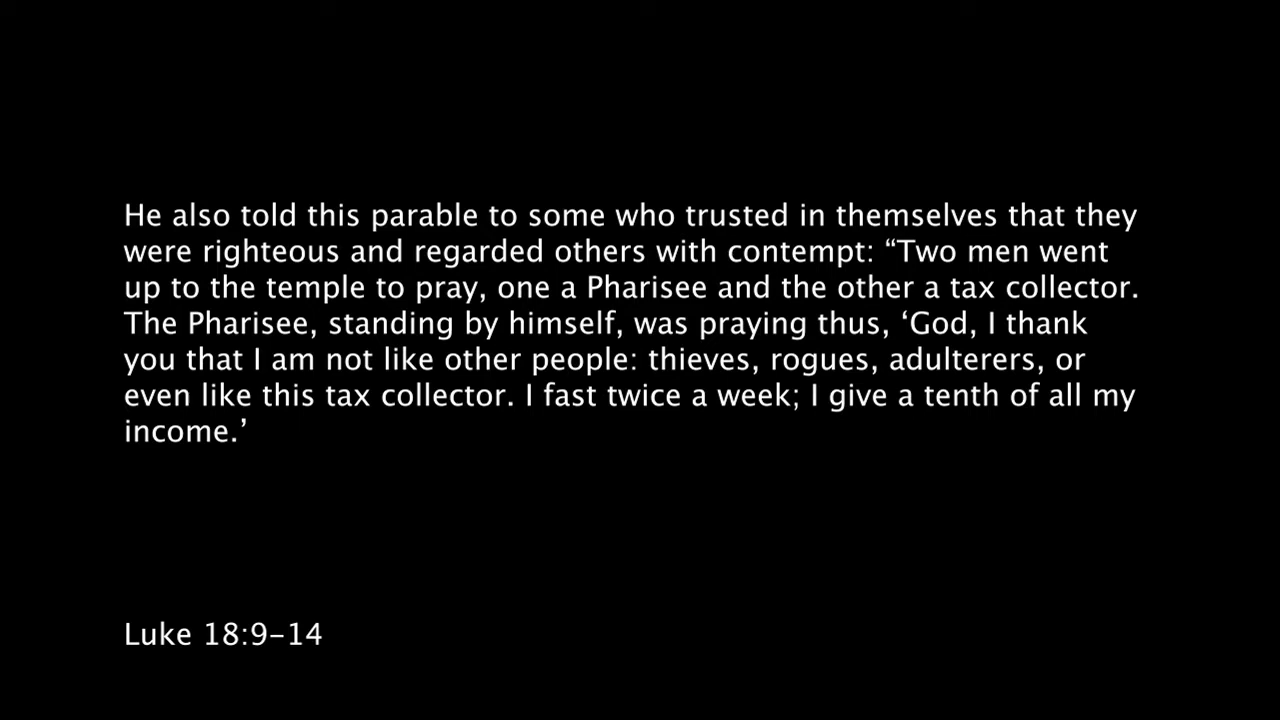 He also told this parable to some who trusted in themselves that they
were righteous and regarded others with contempt: “Two men went
up to the temple to pray, one a Pharisee and the other a tax collector.
The Pharisee, standing by himself, was praying thus, ‘God, I thank
you that I am not like other people: thieves, rogues, adulterers, or
even like this tax collector. I fast twice a week; I give a tenth of all my
income.’
Luke 18:9–14